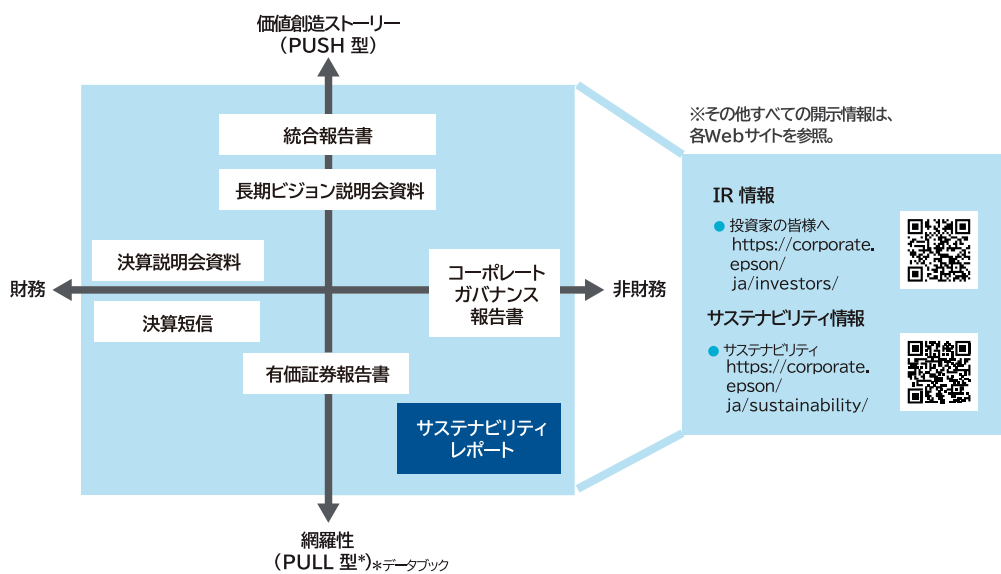 価値創造ストーリー
（PUSH 型）
統合報告書
長期ビジョン説明会資料
決算説明会資料
財務
決算短信
コーポレート
ガバナンス
報告書
非財務
有価証券報告書
サステナビリティ
レポート
網羅性
（PULL 型*）*データブック
※その他すべての開示情報は、
各Webサイトを参照。
IR 情報
● 投資家の皆様へ
https://corporate.
epson/
ja/investors/
サステナビリティ情報
● サステナビリティ
https://corporate.
epson/
ja/sustainability/